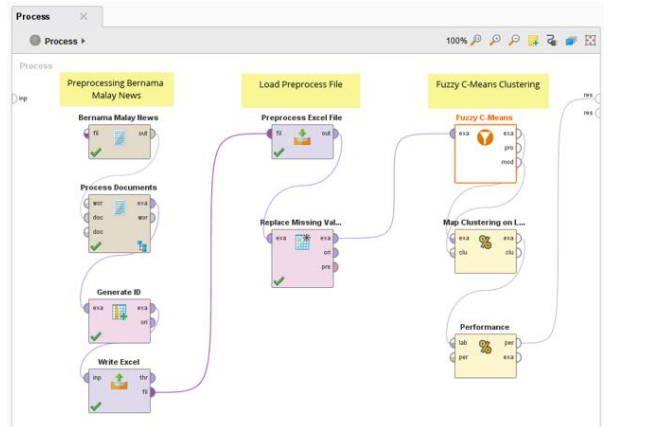 Process
Process
100%
Process
inp
res
res
Preprocessing Bernama
Malay News
Bernama Malay News
fil
out
Process Documents
wor
exa
doc
wor
doc
Generate ID
exa
exa
ori
Write Excel
inp
thr
fil
Load Preprocess File
Preprocess Excel File
fil
out
Replace Missing Val...
exa
exa
ori
pre
Fuzzy C-Means Clustering
Fuzzy C-Means
exa
exa
pro
mod
Map Clustering on L...
exa
exa
clu
clu
Performance
lab
per
per
exa